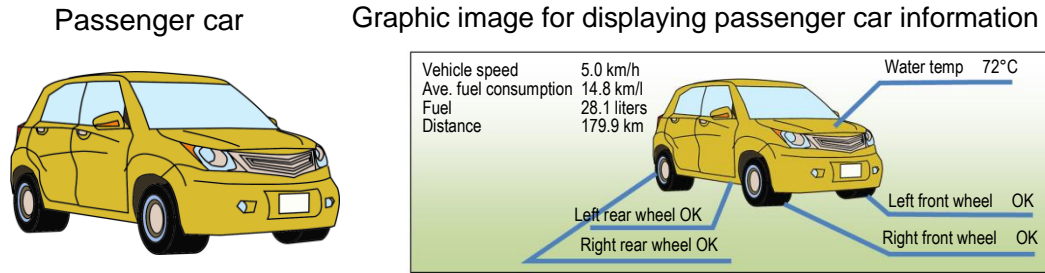 Passenger car
Graphic image for displaying passenger car information
Vehicle speed 5.0 km/h
Ave. fuel consumption 14.8 km/l
Fuel 28.1 liters
Distance 179.9 km
Water temp 72°C
Left rear wheel OK
Left front wheel OK
Right rear wheel OK
Right front wheel OK